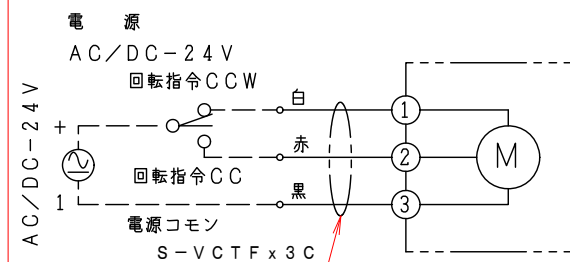 電 源
AC/DC-24V
回転指令CCW
白
1
AC/DC-24V
+
赤
2
M
回転指令CC
黒
1
3
電源コモン
S-VCTFx3C